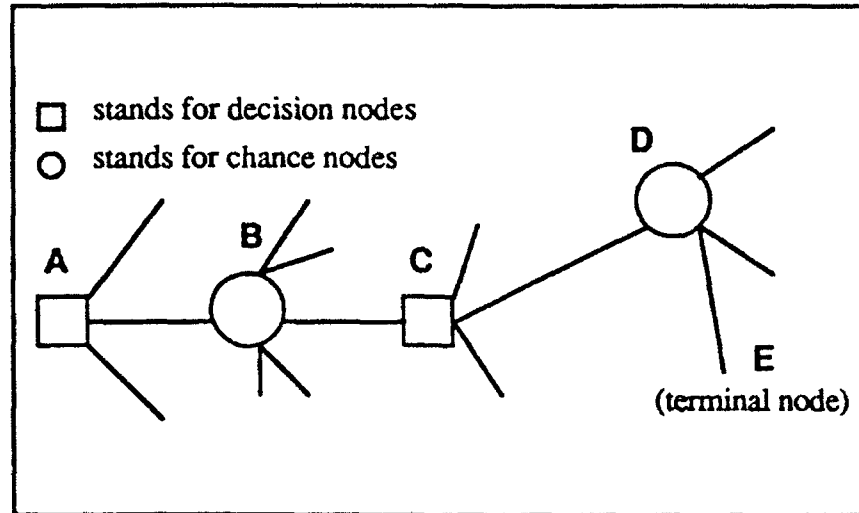 stands for decision nodes
stands for chance nodes
D
B
A
C
E
(terminal node)